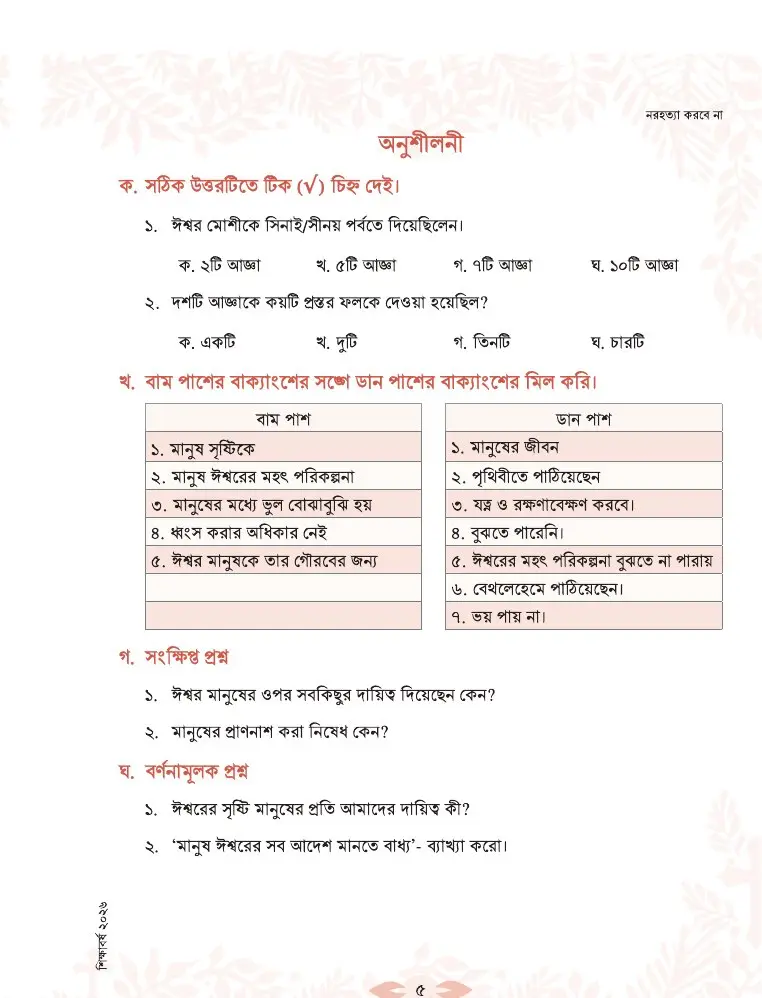 নরহত্যা করবে না
অনুশীলনী
ক. সঠিক উত্তরটিতে টিক (√) চিহ্ন দেই।
১. ঈশ্বর মোশীকে সিনাই/সীনয় পর্বতে দিয়েছিলেন।
ক. ২টি আজ্ঞা খ. ৫টি আজ্ঞা গ. ৭টি আজ্ঞা ঘ. ১০টি আজ্ঞা
২. দশটি আজ্ঞাকে কয়টি প্রস্তর ফলকে দেওয়া হয়েছিল?
ক. একটি খ. দুটি গ. তিনটি ঘ. চারটি
খ. বাম পাশের বাক্যাংশের সঙ্গে ডান পাশের বাক্যাংশের মিল করি।
বাম পাশ ডান পাশ
১. মানুষ সৃষ্টিকে ১. মানুষের জীবন
২. মানুষ ঈশ্বরের মহৎ পরিকল্পনা ২. পৃথিবীতে পাঠিয়েছেন
৩. মানুষের মধ্যে ভুল বোঝাবুঝি হয় ৩. যত্ন ও রক্ষণাবেক্ষণ করবে।
৪. ধ্বংস করার অধিকার নেই ৪. বুঝতে পারেনি।
৫. ঈশ্বর মানুষকে তার গৌরবের জন্য ৫. ঈশ্বরের মহৎ পরিকল্পনা বুঝতে না পারায়
৬. বেথলেহেমে পাঠিয়েছেন।
৭. ভয় পায় না।
গ. সংক্ষিপ্ত প্রশ্ন
১. ঈশ্বর মানুষের ওপর সবকিছুর দায়িত্ব দিয়েছেন কেন?
২. মানুষের প্রাণনাশ করা নিষেধ কেন?
ঘ. বর্ণনামূলক প্রশ্ন
১. ঈশ্বরের সৃষ্টি মানুষের প্রতি আমাদের দায়িত্ব কী?
২. ‘মানুষ ঈশ্বরের সব আদেশ মানতে বাধ্য’- ব্যাখ্যা করো।
শিক্ষাবর্ষ ২০২৬
৫